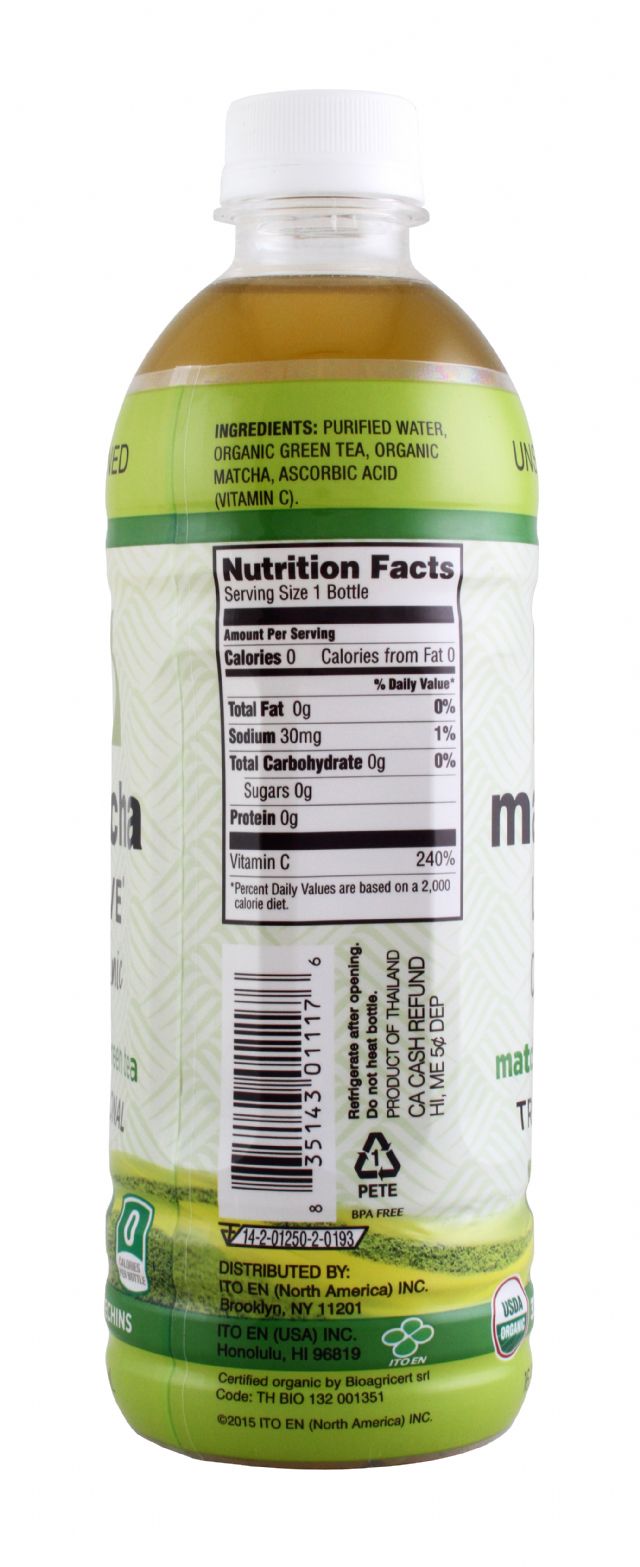 INGREDIENTS: PURIFIED WATER,
ORGANIC GREEN TEA, ORGANIC
MATCHA, ASCORBIC ACID
(VITAMIN C).
Nutrition Facts
Serving Size 1 Bottle
Amount Per Serving
Calories 0 Calories from Fat 0
% Daily Value*
Total Fat 0g 0%
Sodium 30mg 1%
Total Carbohydrate 0g 0%
Sugars 0g
Protein 0g
Vitamin C 240%
*Percent Daily Values are based on a 2,000
calorie diet.
8 35143 01117 6
Refrigerate after opening.
Do not heat bottle.
PRODUCT OF THAILAND
CA CASH REFUND
HI, ME 5¢ DEP
1
PETE
BPA FREE
14-2-01250-2-0193
DISTRIBUTED BY:
ITO EN (North America) INC.
Brooklyn, NY 11201
ITO EN (USA) INC.
Honolulu, HI 96819
ITO EN
Certified organic by Bioagricert srl
Code: TH BIO 132 001351
©2015 ITO EN (North America) INC.
0
CALORIES
PER BOTTLE
USDA
ORGANIC